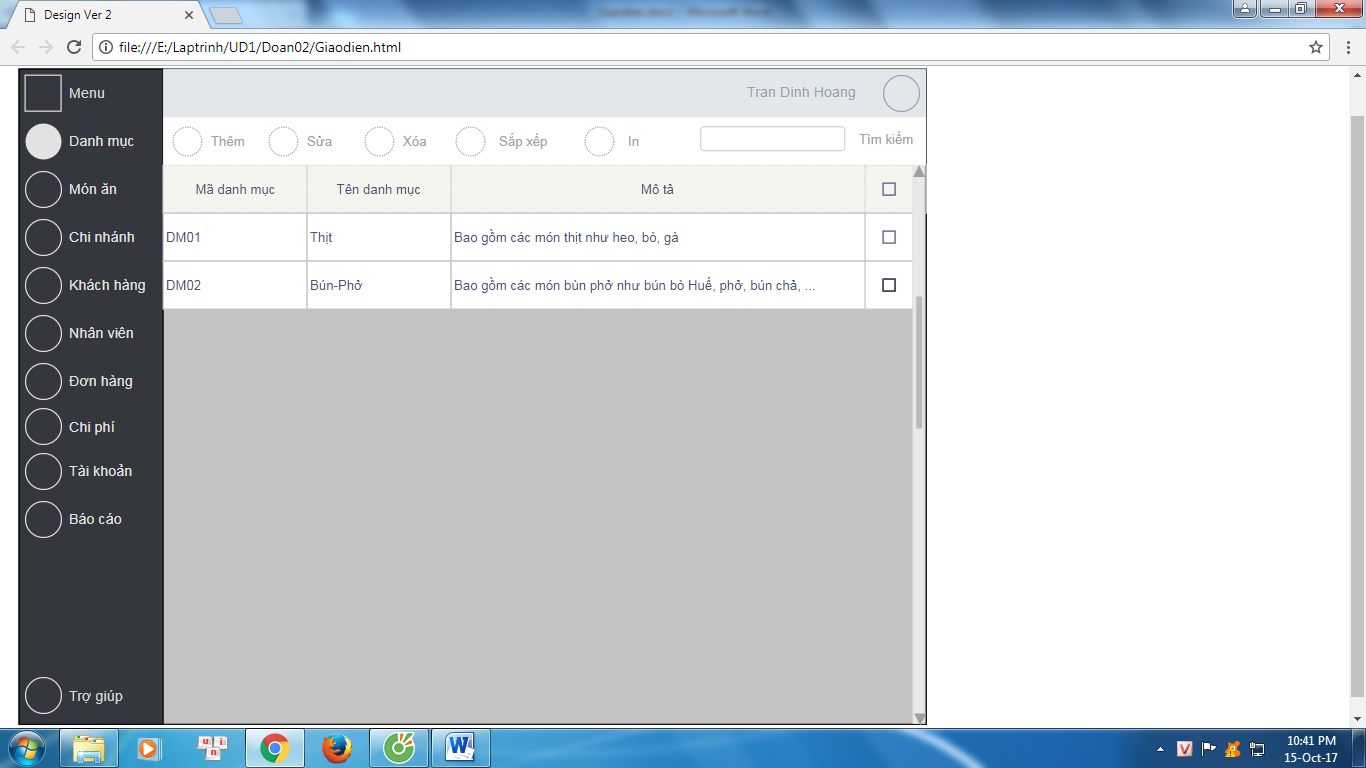 Design Ver 2
file:///E:/Laptrinh/UD1/Doan02/Giaodien.html
Menu
Tran Dinh Hoang
Danh mục
Thêm Sửa Xóa Sắp xếp In Tìm kiếm
Món ăn
Mã danh mục Tên danh mục Mô tả
Chi nhánh
DM01 Thịt Bao gồm các món thịt như heo, bò, gà
Khách hàng
DM02 Bún-Phở Bao gồm các món bùn phở như bún bò Huế, phở, bún chả, ...
Nhân viên
Đơn hàng
Chi phí
Tài khoản
Báo cáo
Trợ giúp
10:41 PM
15-Oct-17